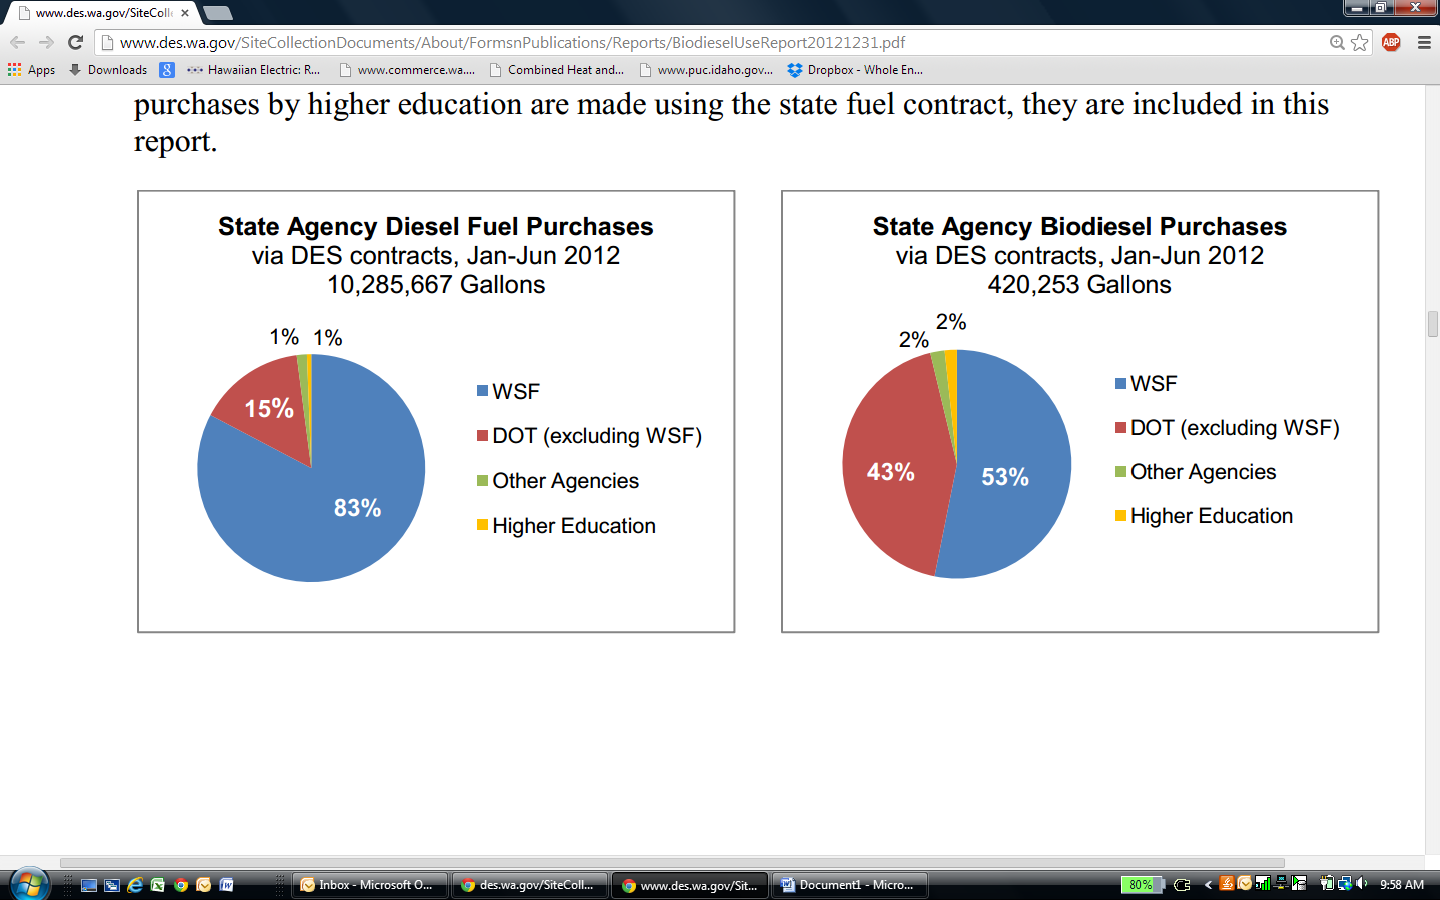 www.des.wa.gov/SiteColl
www.des.wa.gov/SiteCollectionDocuments/About/FormsnPublications/Reports/BiodieselUseReport20121231.pdf
ABP
Apps Downloads 8 Hawaiian Electric: R... www.commerce.wa.... Combined Heat and... www.puc.idaho.gov... Dropbox - Whole En...
purchases by higher education are made using the state fuel contract, they are included in this
report.
State Agency Diesel Fuel Purchases
via DES contracts, Jan-Jun 2012
10,285,667 Gallons
1% 1%
15%
83%
WSF
DOT (excluding WSF)
Other Agencies
Higher Education
State Agency Biodiesel Purchases
via DES contracts, Jan-Jun 2012
420,253 Gallons
2%
2%
43%
53%
WSF
DOT (excluding WSF)
Other Agencies
Higher Education
Inbox - Microsoft O... des.wa.gov/SiteColl... www.des.wa.gov/Sit... Document1 - Micro... 80% 9:58 AM